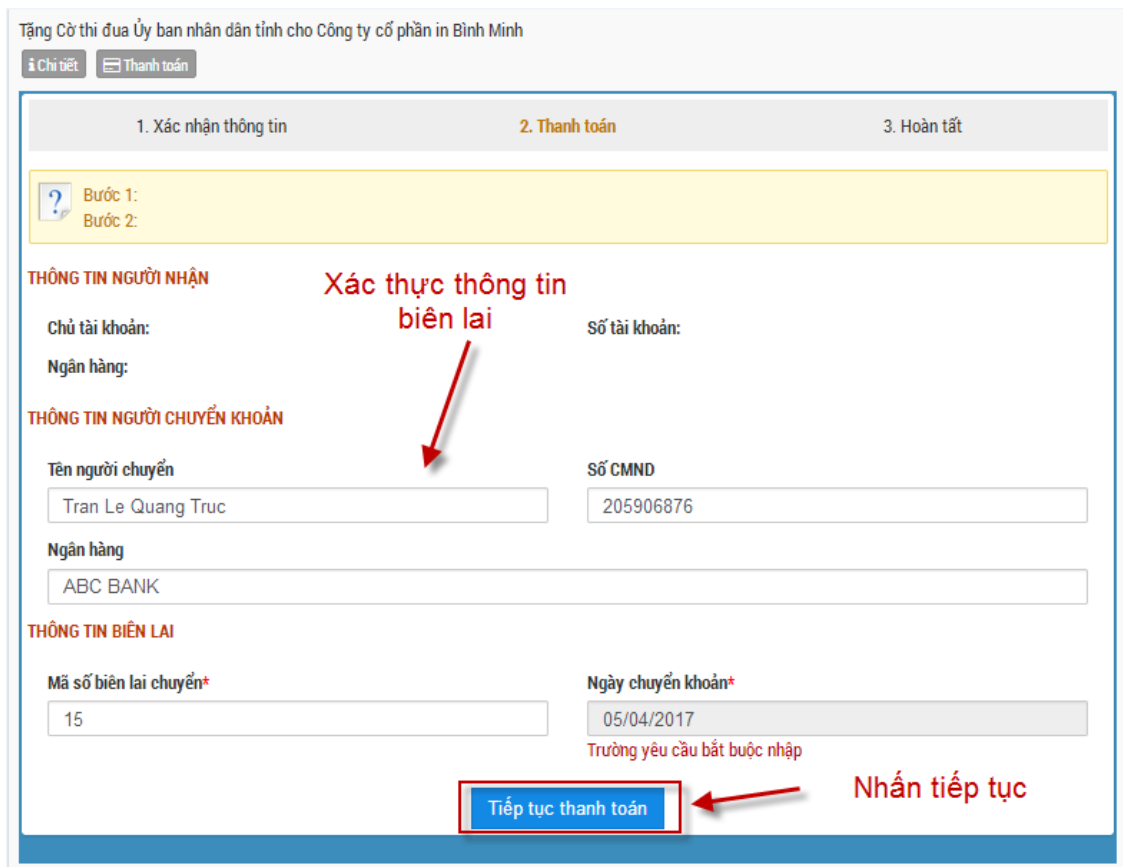 Tặng Cờ thi đua Ủy ban nhân dân tỉnh cho Công ty cổ phần in Bình Minh
Chi tiết Thanh toán
1. Xác nhận thông tin 2. Thanh toán 3. Hoàn tất
Bước 1:
Bước 2:
THÔNG TIN NGƯỜI NHẬN
Xác thực thông tin
biên lai
Chủ tài khoản: Số tài khoản:
Ngân hàng:
THÔNG TIN NGƯỜI CHUYỂN KHOẢN
Tên người chuyển Số CMND
Tran Le Quang Truc 205906876
Ngân hàng
ABC BANK
THÔNG TIN BIÊN LAI
Mã số biên lai chuyển* Ngày chuyển khoản*
15 05/04/2017
Trường yêu cầu bắt buộc nhập
Tiếp tục thanh toán
Nhấn tiếp tục